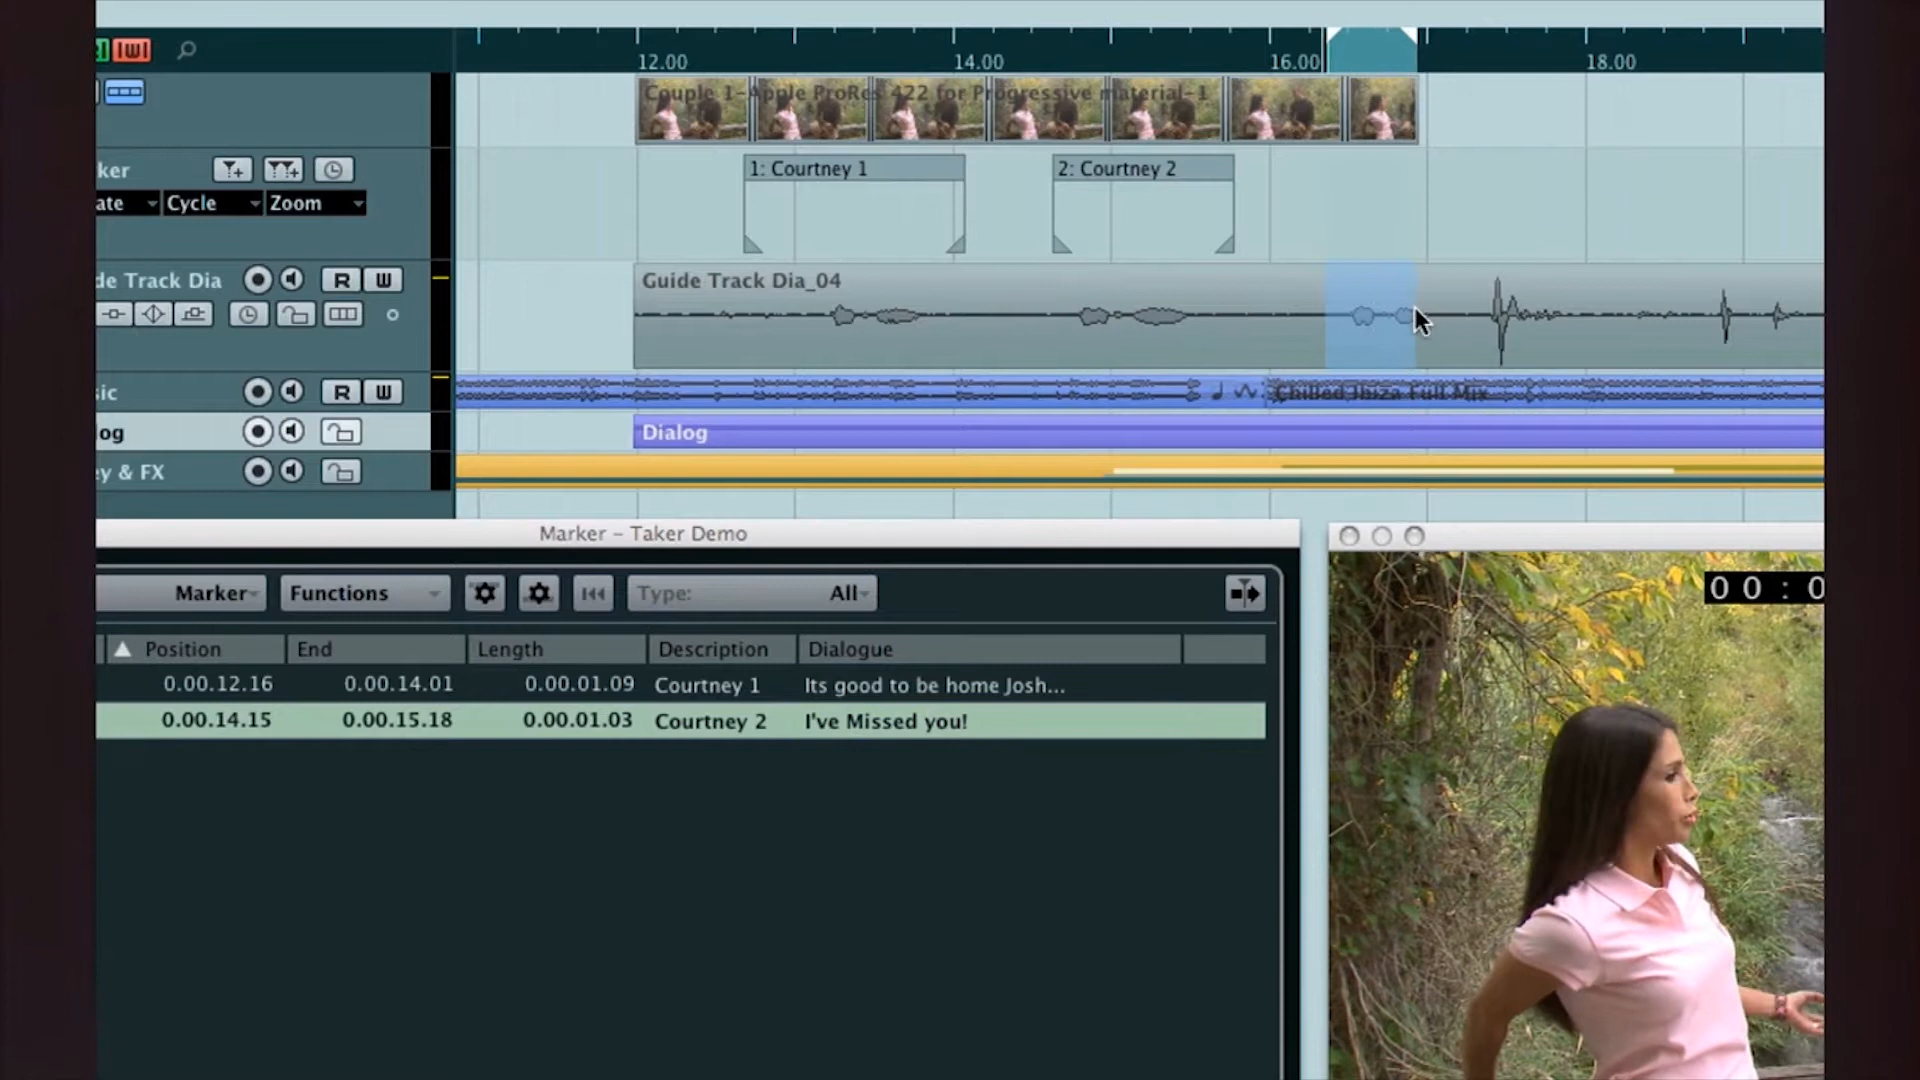 12.00 14.00 16.00 18.00
Couple 1-Apple ProRes 422 for Progressive material-1
ker
1: Courtney 1 2: Courtney 2
ate Cycle Zoom
de Track Dia R W
Guide Track Dia_04
sic R W
Chilled Ibiza Full Mix
log
Dialog
ey & FX
Marker - Taker Demo
Marker Functions Type: All
00:0
Position End Length Description Dialogue
0.00.12.16 0.00.14.01 0.00.01.09 Courtney 1 Its good to be home Josh...
0.00.14.15 0.00.15.18 0.00.01.03 Courtney 2 I've Missed you!